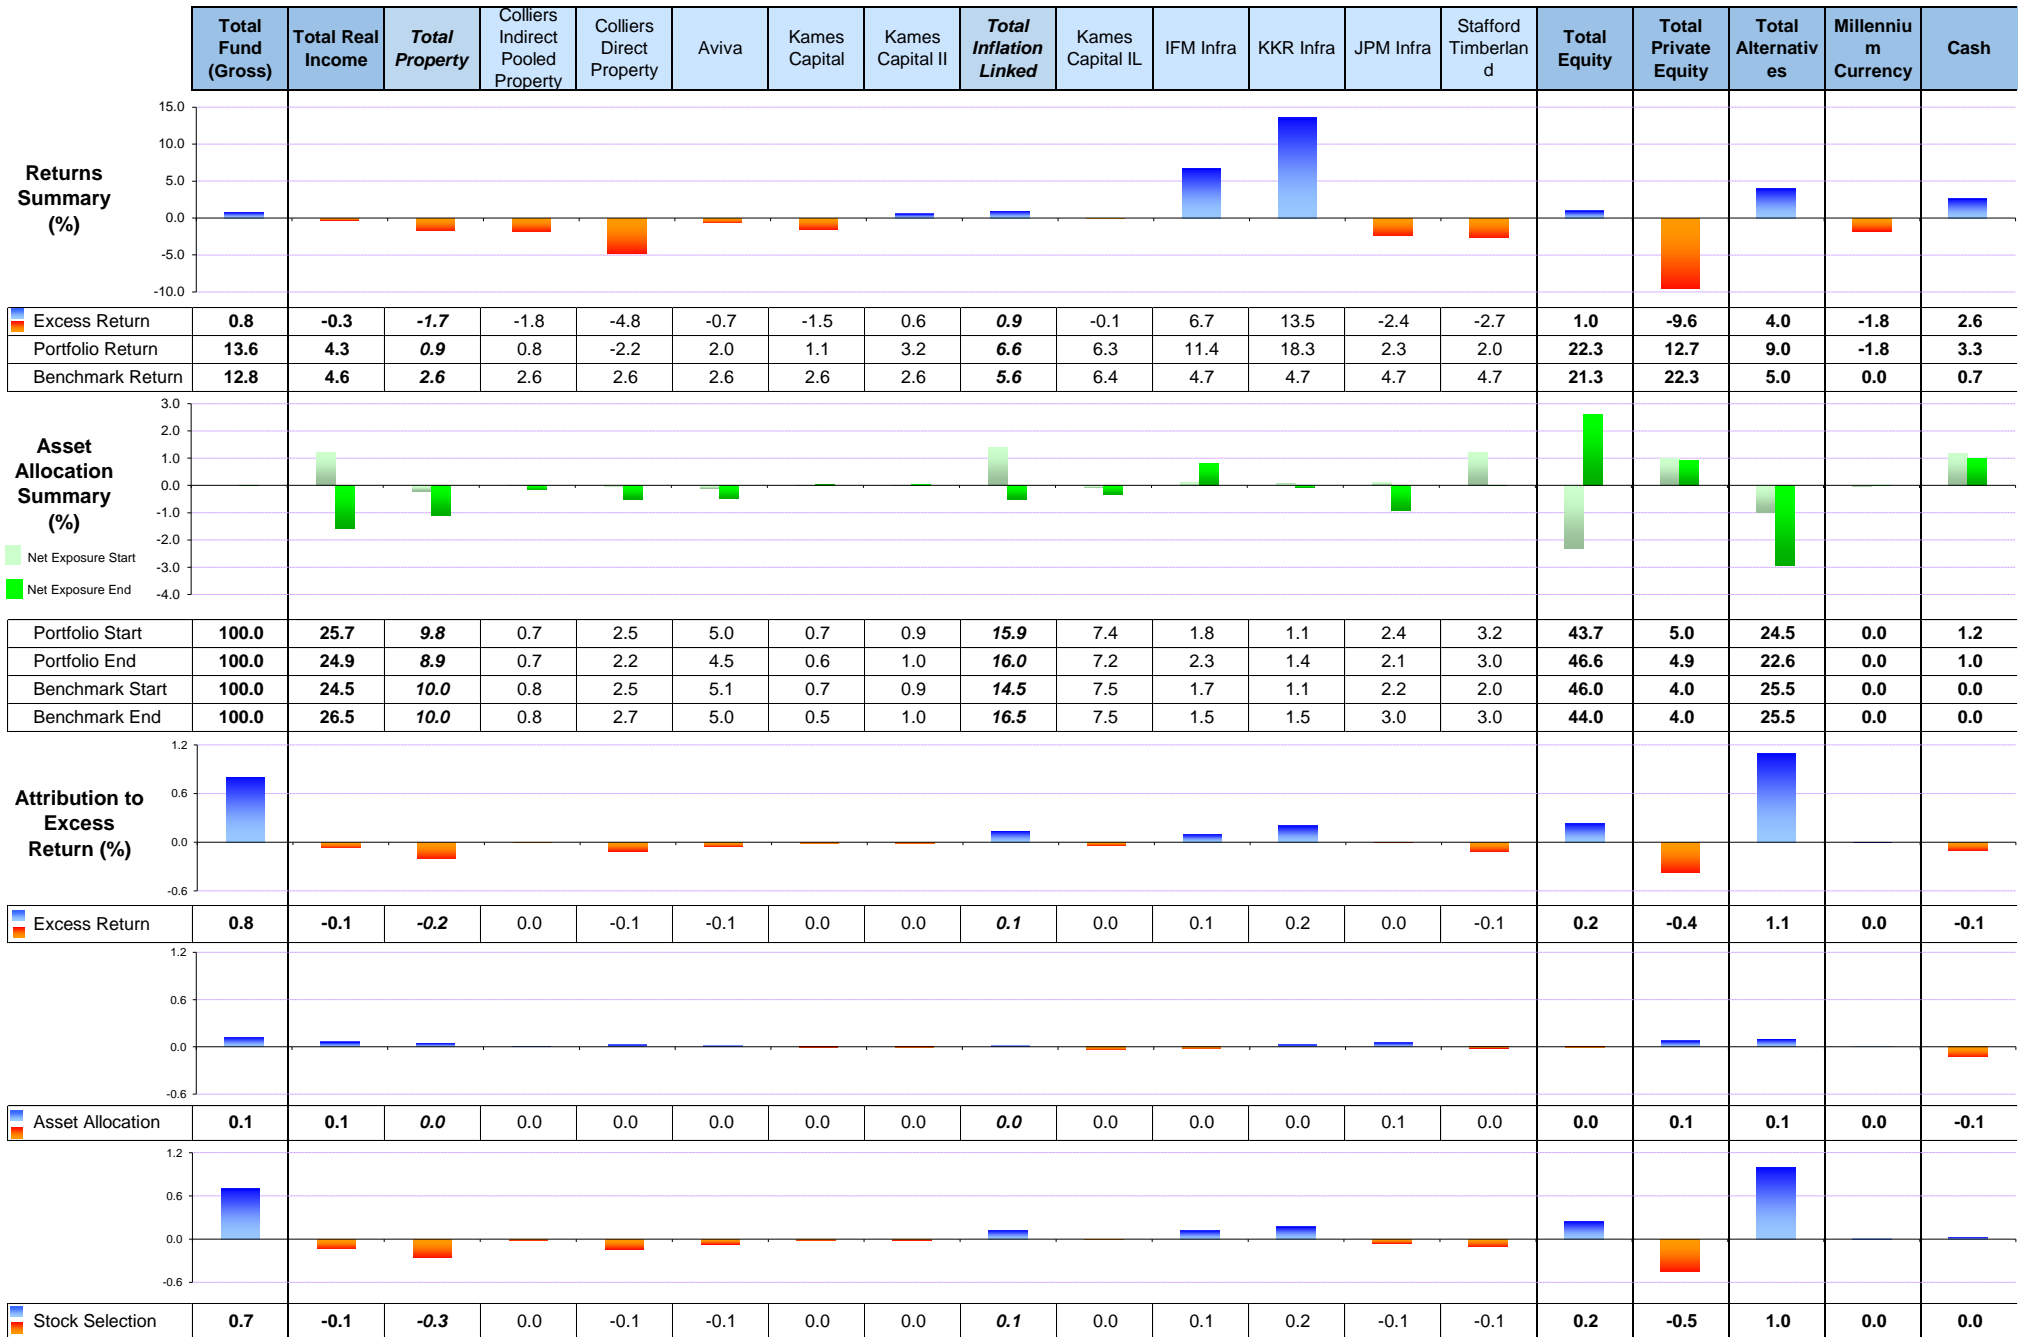 Total Fund (Gross) Total Real Income Total Property Colliers Indirect Pooled Property Colliers Direct Property Aviva Kames Capital Kames Capital II Total Inflation Linked Kames Capital IL IFM Infra KKR Infra JPM Infra Stafford Timberlan d Total Equity Total Private Equity Total Alternativ es Millenniu m Currency Cash
Returns Summary (%)
15.0
10.0
5.0
0.0
-5.0
-10.0
Excess Return 0.8 -0.3 -1.7 -1.8 -4.8 -0.7 -1.5 0.6 0.9 -0.1 6.7 13.5 -2.4 -2.7 1.0 -9.6 4.0 -1.8 2.6
Portfolio Return 13.6 4.3 0.9 0.8 -2.2 2.0 1.1 3.2 6.6 6.3 11.4 18.3 2.3 2.0 22.3 12.7 9.0 -1.8 3.3
Benchmark Return 12.8 4.6 2.6 2.6 2.6 2.6 2.6 2.6 5.6 6.4 4.7 4.7 4.7 4.7 21.3 22.3 5.0 0.0 0.7
Asset Allocation Summary (%)
Net Exposure Start
Net Exposure End
3.0
2.0
1.0
0.0
-1.0
-2.0
-3.0
-4.0
Portfolio Start 100.0 25.7 9.8 0.7 2.5 5.0 0.7 0.9 15.9 7.4 1.8 1.1 2.4 3.2 43.7 5.0 24.5 0.0 1.2
Portfolio End 100.0 24.9 8.9 0.7 2.2 4.5 0.6 1.0 16.0 7.2 2.3 1.4 2.1 3.0 46.6 4.9 22.6 0.0 1.0
Benchmark Start 100.0 24.5 10.0 0.8 2.5 5.1 0.7 0.9 14.5 7.5 1.7 1.1 2.2 2.0 46.0 4.0 25.5 0.0 0.0
Benchmark End 100.0 26.5 10.0 0.8 2.7 5.0 0.5 1.0 16.5 7.5 1.5 1.5 3.0 3.0 44.0 4.0 25.5 0.0 0.0
Attribution to Excess Return (%)
1.2
0.6
0.0
-0.6
Excess Return 0.8 -0.1 -0.2 0.0 -0.1 -0.1 0.0 0.0 0.1 0.0 0.1 0.2 0.0 -0.1 0.2 -0.4 1.1 0.0 -0.1
1.2
0.6
0.0
-0.6
Asset Allocation 0.1 0.1 0.0 0.0 0.0 0.0 0.0 0.0 0.0 0.0 0.0 0.0 0.1 0.0 0.0 0.1 0.1 0.0 -0.1
1.2
0.6
0.0
-0.6
Stock Selection 0.7 -0.1 -0.3 0.0 -0.1 -0.1 0.0 0.0 0.1 0.0 0.1 0.2 -0.1 -0.1 0.2 -0.5 1.0 0.0 0.0